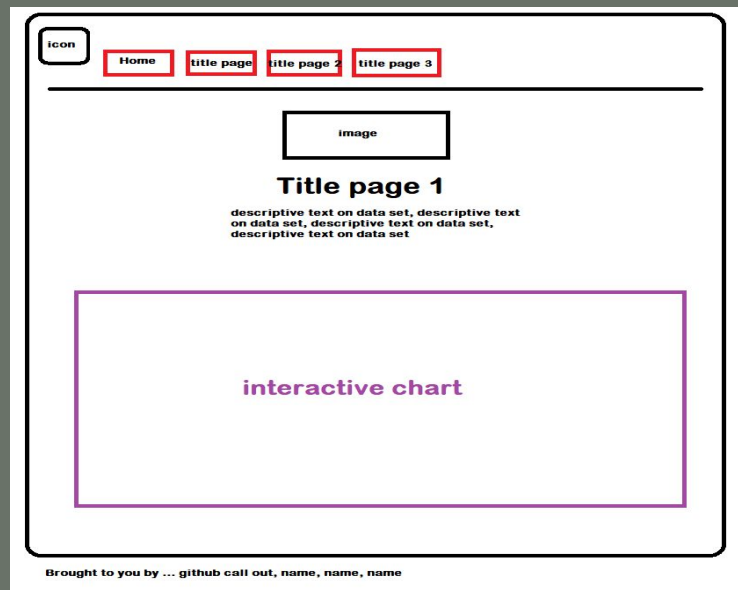 icon
Home
title page
title page 2
title page 3
image
Title page 1
descriptive text on data set, descriptive text
on data set, descriptive text on data set,
descriptive text on data set
interactive chart
Brought to you by ... github call out, name, name, name